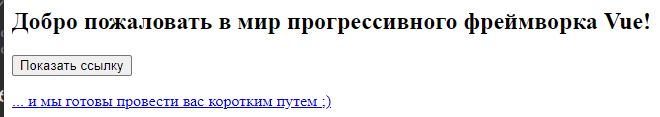 Добро пожаловать в мир прогрессивного фреймворка Vue!
Показать ссылку
... и мы готовы провести вас коротким путем ;)